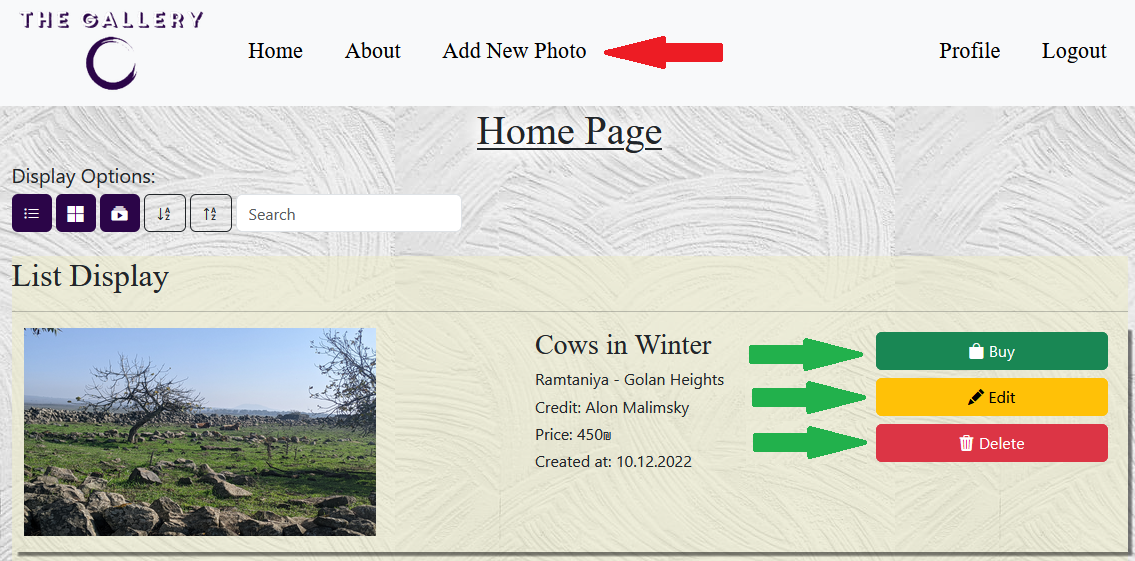 THE GALLERY
Home About Add New Photo Profile Logout
Home Page
Display Options:
Search
List Display
Cows in Winter
Ramtaniya - Golan Heights
Credit: Alon Malimsky
Price: 450₪
Created at: 10.12.2022
Buy
Edit
Delete